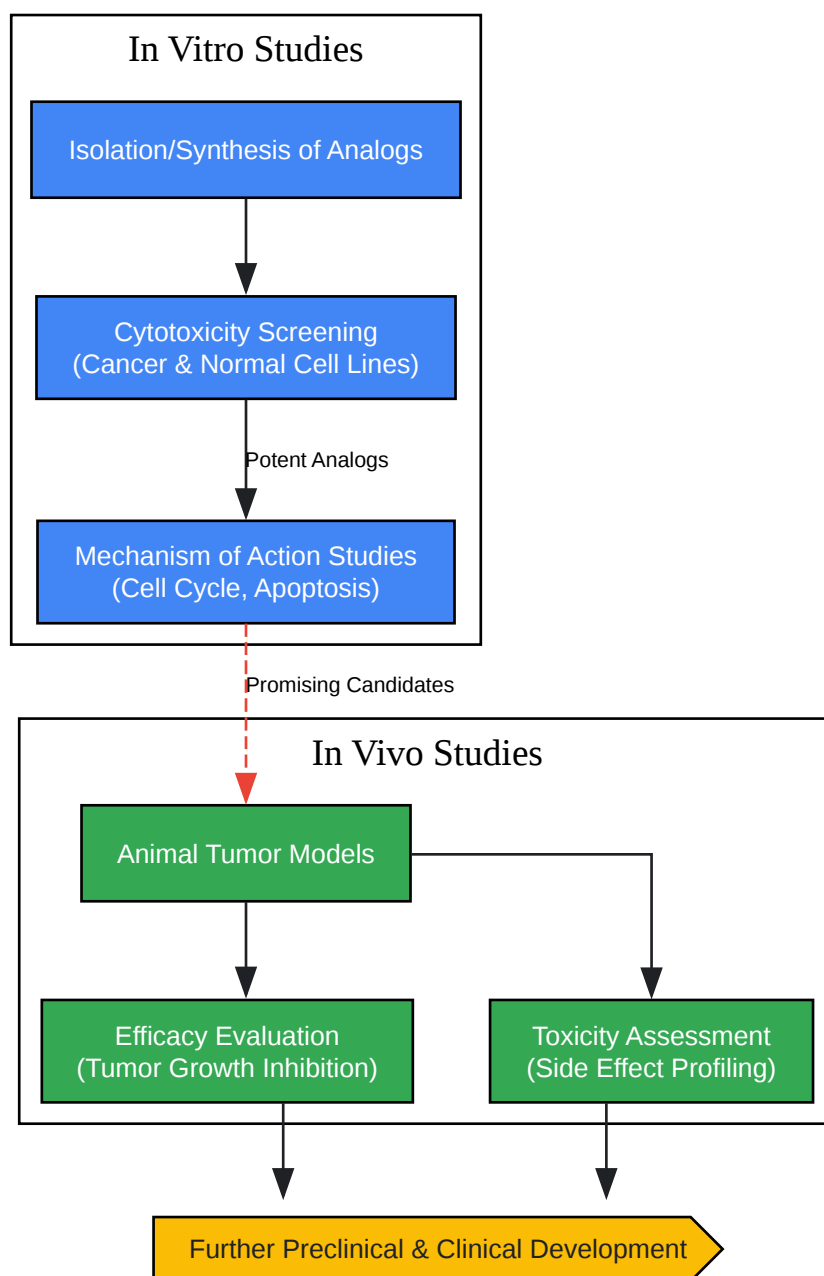 In Vitro Studies
Isolation/Synthesis of Analogs
Cytotoxicity Screening
(Cancer & Normal Cell Lines)
Potent Analogs
Mechanism of Action Studies
(Cell Cycle, Apoptosis)
Promising Candidates
In Vivo Studies
Animal Tumor Models
Efficacy Evaluation
(Tumor Growth Inhibition)
Toxicity Assessment
(Side Effect Profiling)
Further Preclinical & Clinical Development